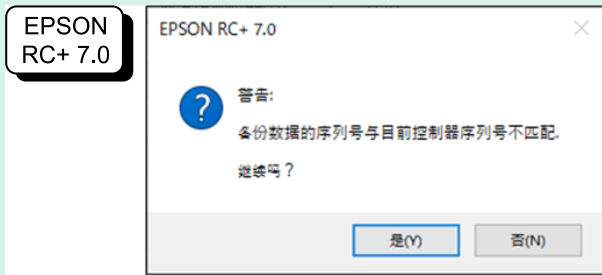 EPSON
RC+ 7.0
EPSON RC+ 7.0
?
警告:
备份数据的序列号与目前控制器序列号不匹配.
继续吗？
是(Y)
否(N)